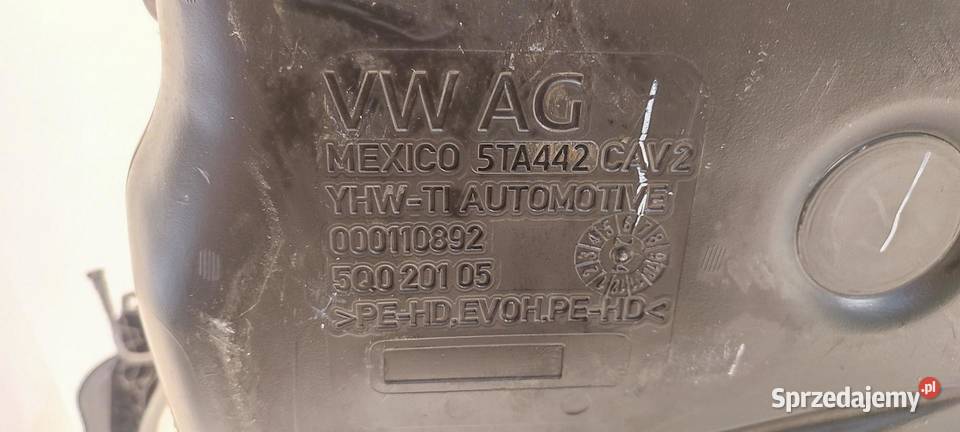 VW AG
MEXICO 5TA442 CAV2
YHW-TI AUTOMOTIVE
000110892
5Q0 201 05
>PE-HD,EVOH,PE-HD<
Sprzedajemy.pl